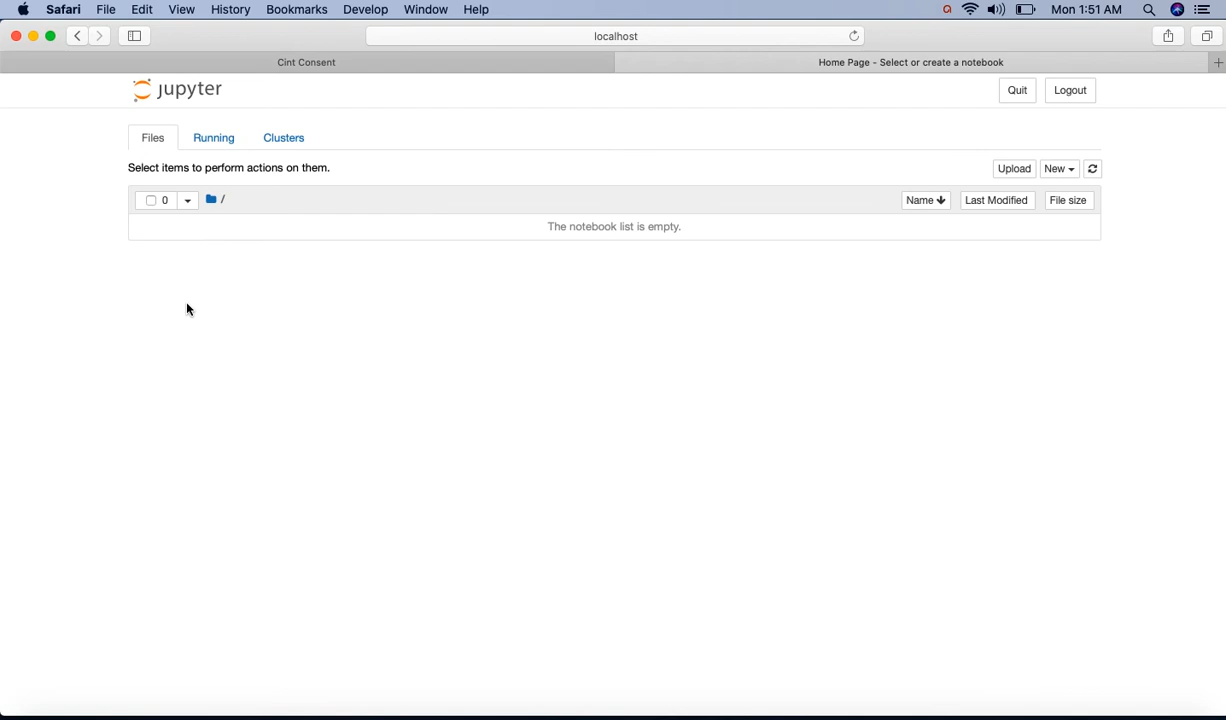 Safari File Edit View History Bookmarks Develop Window Help Mon 1:51 AM
localhost
Cint Consent Home Page - Select or create a notebook
jupyter Quit Logout
Files Running Clusters
Select items to perform actions on them. Upload New
0 / Name Last Modified File size
The notebook list is empty.